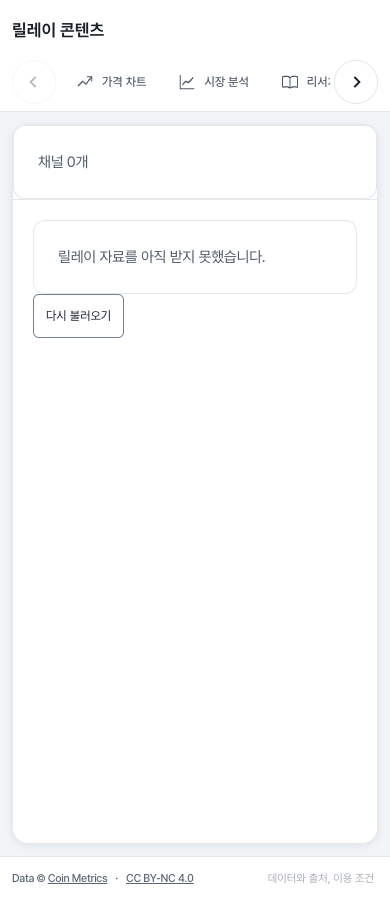 릴레이 콘텐츠
가격 차트 시장 분석
채널 0개
릴레이 자료를 아직 받지 못했습니다.
다시 불러오기
Data © Coin Metrics · CC BY-NC 4.0 데이터와 출처, 이용 조건